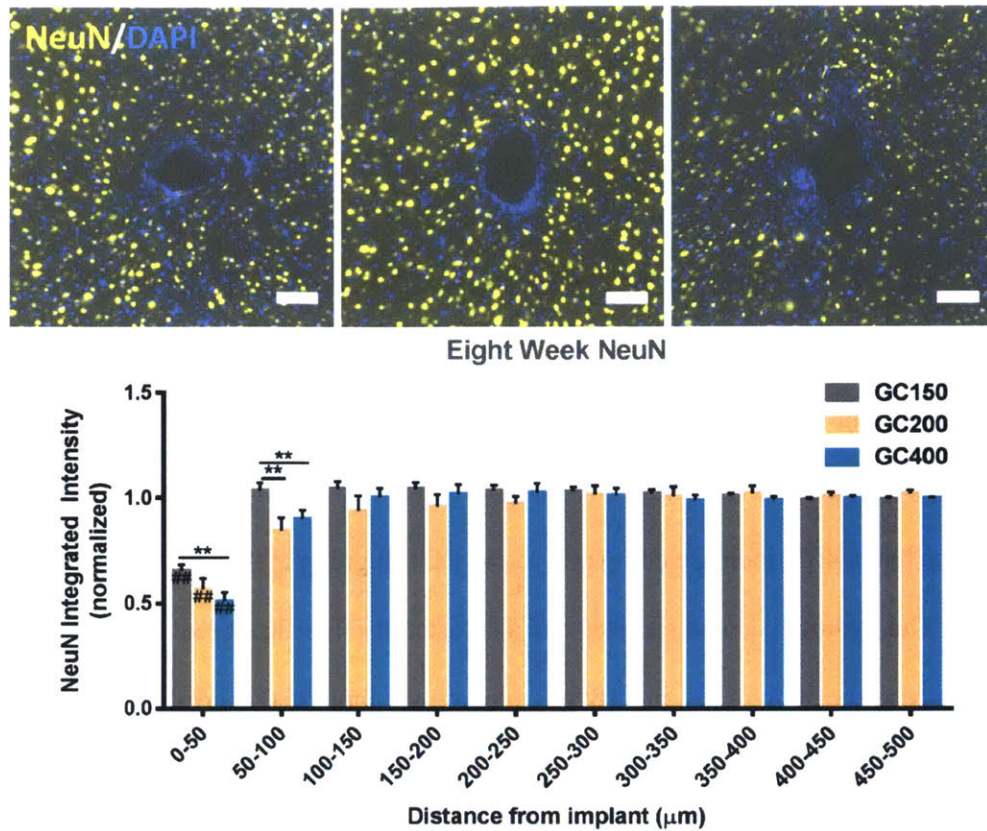 NeuN/DAPI
Eight Week NeuN
NeuN Integrated Intensity
(normalized)
1.5
1.0
0.5
0.0
GC150
GC200
GC400
**
**
**
##
##
##
0-50
50-100
100-150
150-200
200-250
250-300
300-350
350-400
400-450
450-500
Distance from implant (μm)